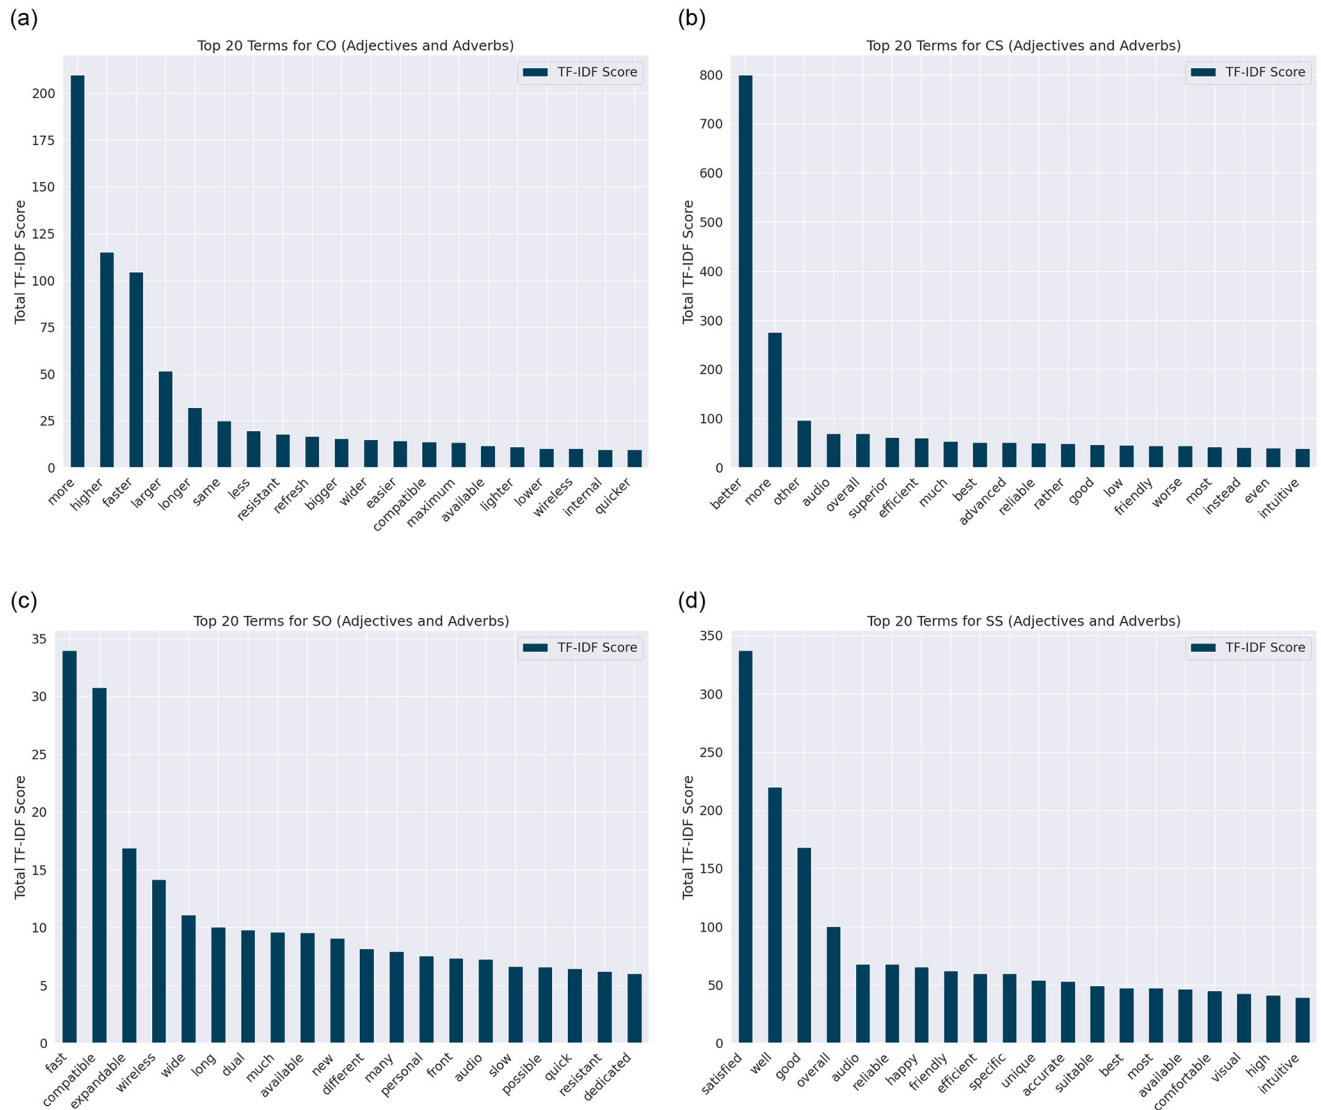 (a)
Top 20 Terms for CO (Adjectives and Adverbs)
TF-IDF Score
Total TF-IDF Score
200
175
150
125
100
75
50
25
0
more
higher
faster
larger
longer
same
less
resistant
refresh
bigger
wider
easier
compatible
maximum
available
lighter
lower
wireless
internal
quicker
(b)
Top 20 Terms for CS (Adjectives and Adverbs)
TF-IDF Score
Total TF-IDF Score
800
700
600
500
400
300
200
100
0
better
more
other
audio
overall
superior
efficient
much
best
advanced
reliable
rather
good
low
friendly
worse
most
instead
even
intuitive
(c)
Top 20 Terms for SO (Adjectives and Adverbs)
TF-IDF Score
Total TF-IDF Score
35
30
25
20
15
10
5
0
fast
compatible
expandable
wireless
wide
long
dual
much
available
new
different
many
personal
front
audio
slow
possible
quick
resistant
dedicated
(d)
Top 20 Terms for SS (Adjectives and Adverbs)
TF-IDF Score
Total TF-IDF Score
350
300
250
200
150
100
50
0
satisfied
well
good
overall
audio
reliable
happy
friendly
efficient
specific
unique
accurate
suitable
best
most
available
comfortable
visual
high
intuitive